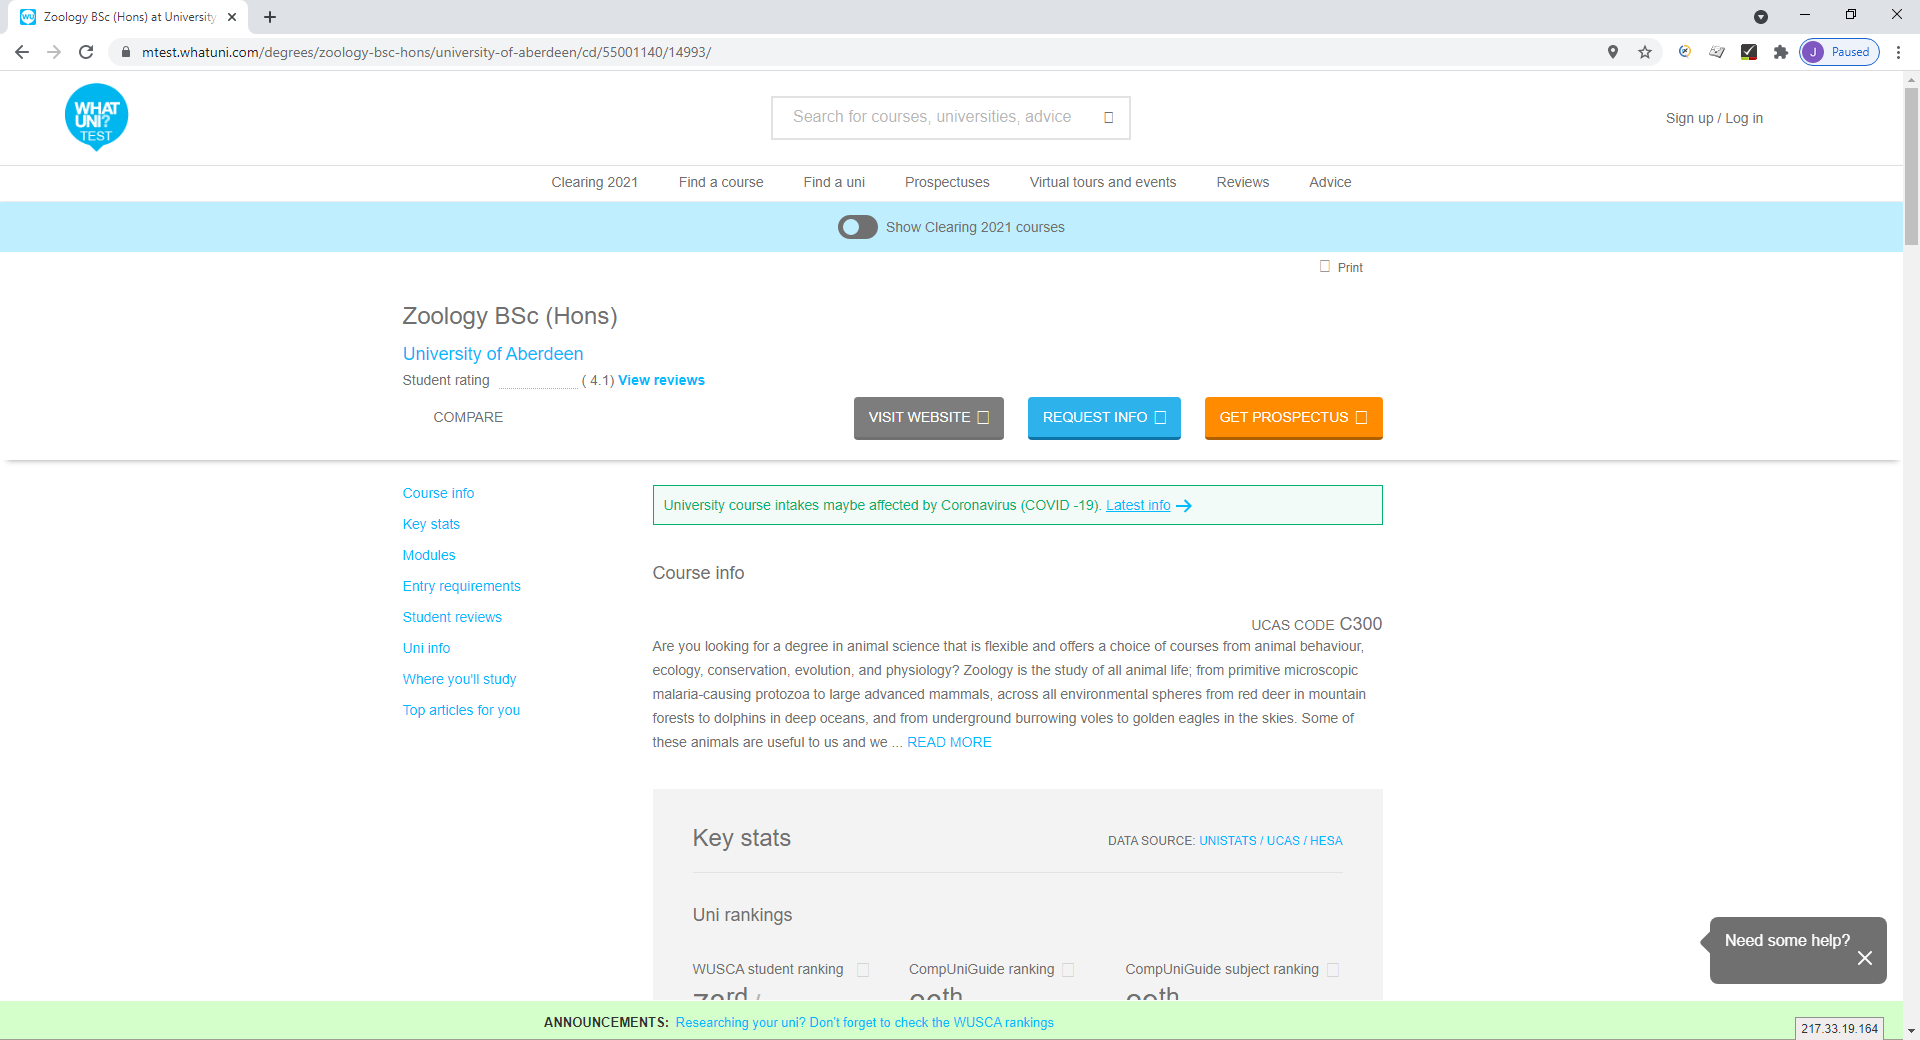 Zoology BSc (Hons) at University
mtest.whatuni.com/degrees/zoology-bsc-hons/university-of-aberdeen/cd/55001140/14993/
J Paused
WHAT
UNI?
TEST
Search for courses, universities, advice
Sign up / Log in
Clearing 2021 Find a course Find a uni Prospectuses Virtual tours and events Reviews Advice
Show Clearing 2021 courses
Print
Zoology BSc (Hons)
University of Aberdeen
Student rating ( 4.1) View reviews
COMPARE
VISIT WEBSITE REQUEST INFO GET PROSPECTUS
Course info
Key stats
Modules
Entry requirements
Student reviews
Uni info
Where you'll study
Top articles for you
University course intakes maybe affected by Coronavirus (COVID -19). Latest info
Course info
UCAS CODE C300
Are you looking for a degree in animal science that is flexible and offers a choice of courses from animal behaviour,
ecology, conservation, evolution, and physiology? Zoology is the study of all animal life; from primitive microscopic
malaria-causing protozoa to large advanced mammals, across all environmental spheres from red deer in mountain
forests to dolphins in deep oceans, and from underground burrowing voles to golden eagles in the skies. Some of
these animals are useful to us and we ... READ MORE
Key stats
DATA SOURCE: UNISTATS / UCAS / HESA
Uni rankings
WUSCA student ranking CompUniGuide ranking CompUniGuide subject ranking
Need some help?
ANNOUNCEMENTS: Researching your uni? Don't forget to check the WUSCA rankings
217.33.19.164